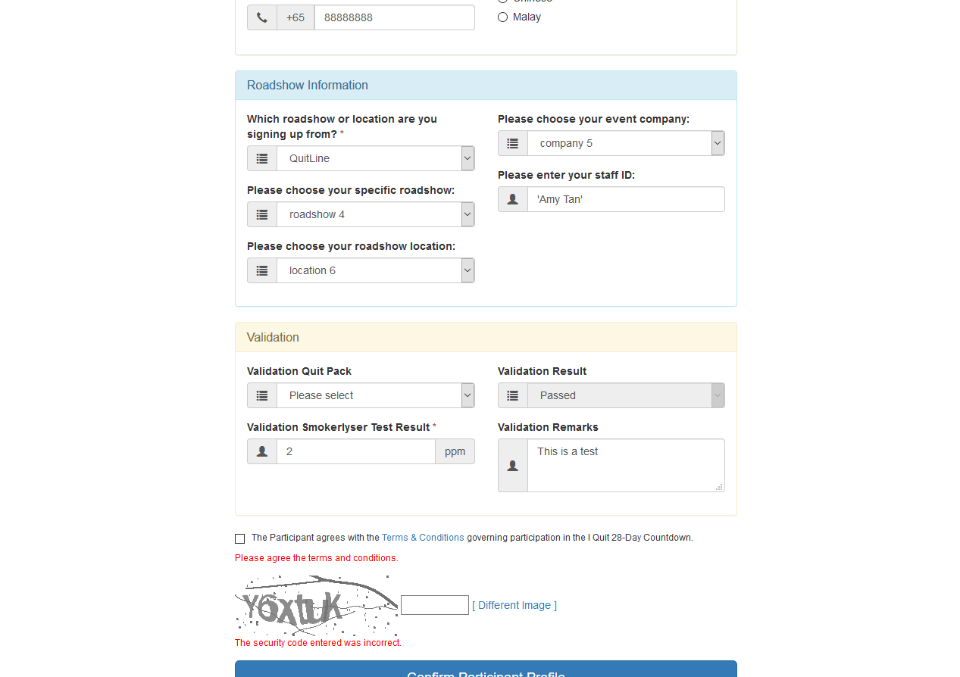 +65
88888888
Chinese
Malay
Roadshow Information
Which roadshow or location are you
signing up from? *
QuitLine
Please choose your specific roadshow:
roadshow 4
Please choose your roadshow location:
location 6
Please choose your event company:
company 5
Please enter your staff ID:
'Amy Tan'
Validation
Validation Quit Pack
Please select
Validation Smokerlyser Test Result *
2
ppm
Validation Result
Passed
Validation Remarks
This is a test
The Participant agrees with the Terms & Conditions governing participation in the I Quit 28-Day Countdown.
Please agree the terms and conditions.
[ Different Image ]
The security code entered was incorrect.
Confirm Participant Profile